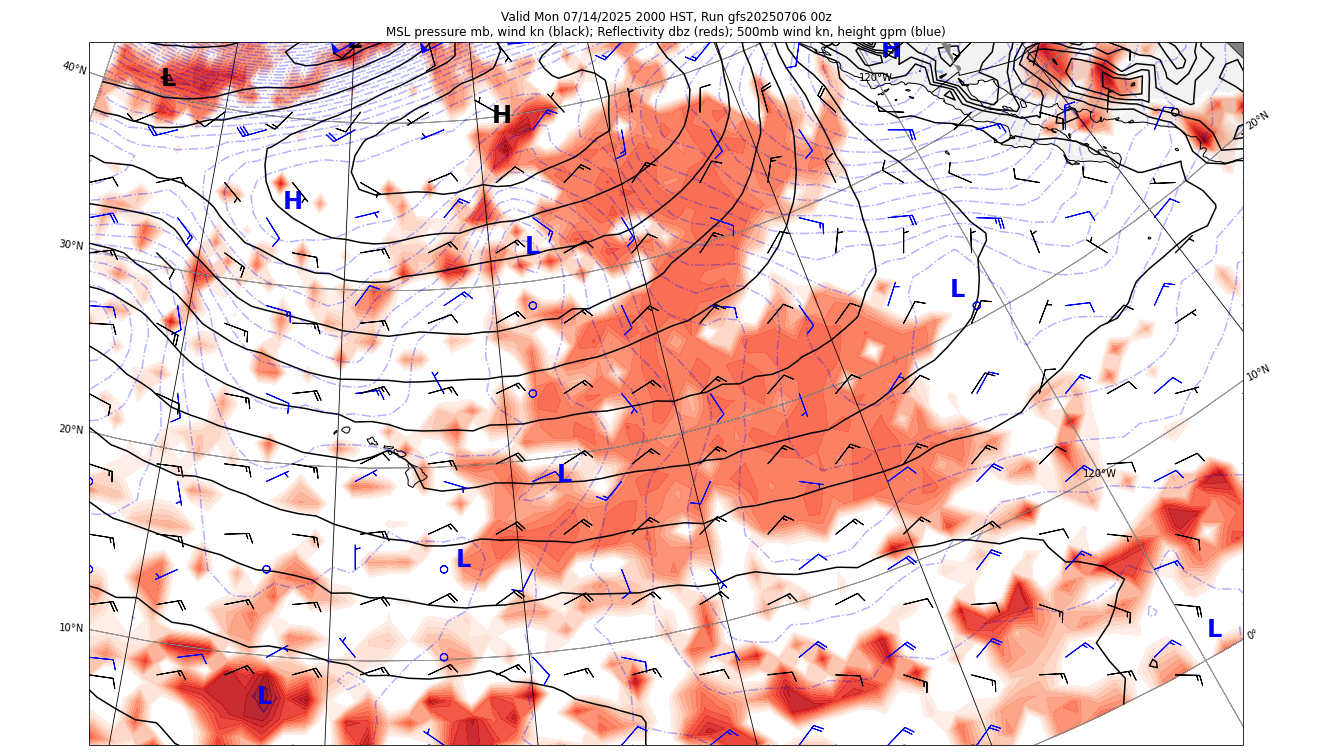 Valid Mon 07/14/2025 2000 HST, Run gfs20250706 00z
MSL pressure mb, wind kn (black); Reflectivity dbz (reds); 500mb wind kn, height gpm (blue)
L
H
40°N
L
120°W
H
20°N
H
30°N
L
L
10°N
20°N
L
120°W
L
10°N
L
0°
L